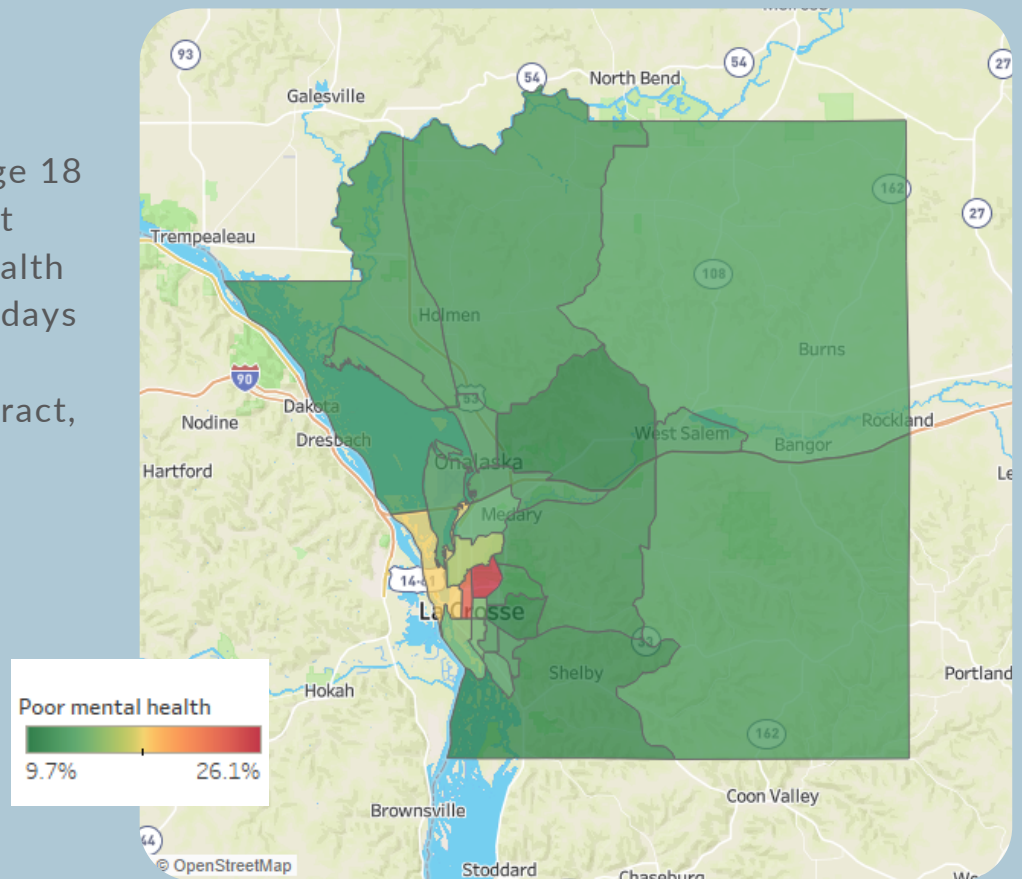 ge 18
t
alth
days
ract,
93
54
North Bend
54
27
Galesville
162
27
Trempealeau
108
Holmen
Burns
90
53
Dakota
Rockland
Nodine
West Salem
Dresbach
Bangor
Onalaska
Hartford
Le
Medary
14-61
La Crosse
33
Shelby
Portland
Hokah
Poor mental health
9.7% 26.1%
162
Coon Valley
Brownsville
44
© OpenStreetMap
Stoddard
Chaseburg